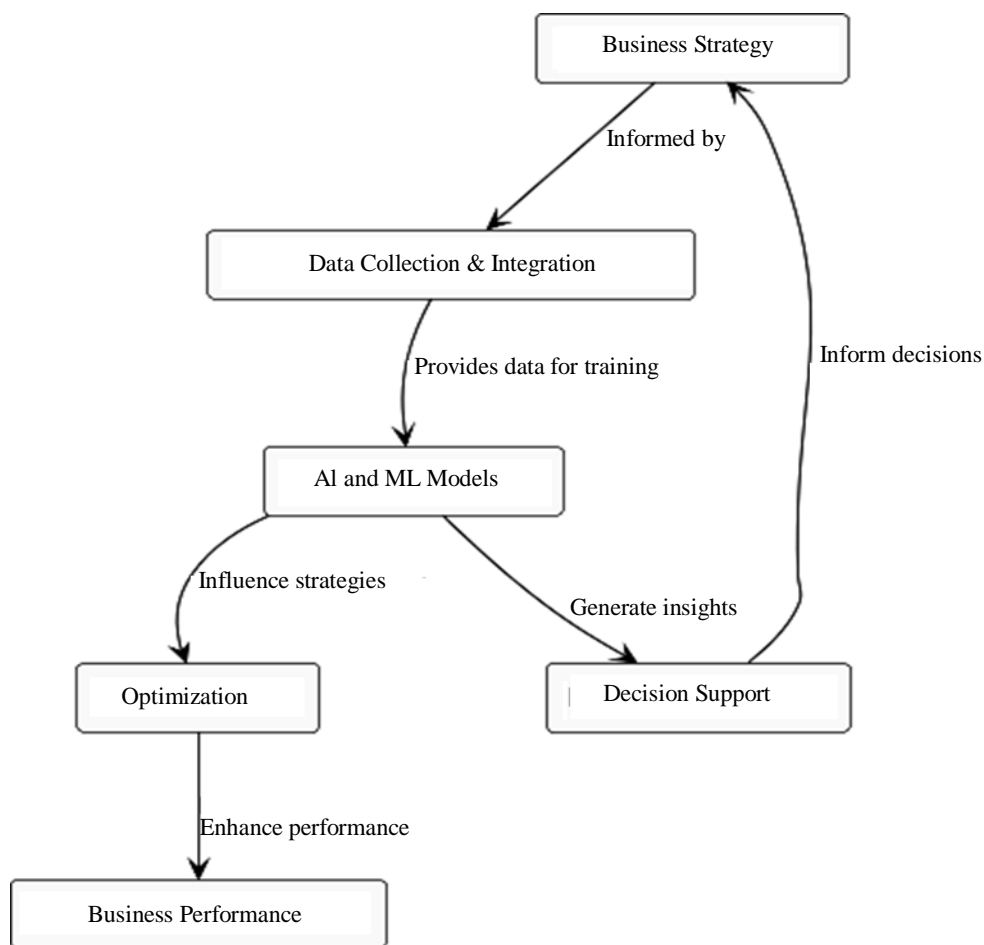 Business Strategy
Informed by
Data Collection & Integration
Inform decisions
Provides data for training
AI and ML Models
Influence strategies
Generate insights
Optimization
Decision Support
Enhance performance
Business Performance